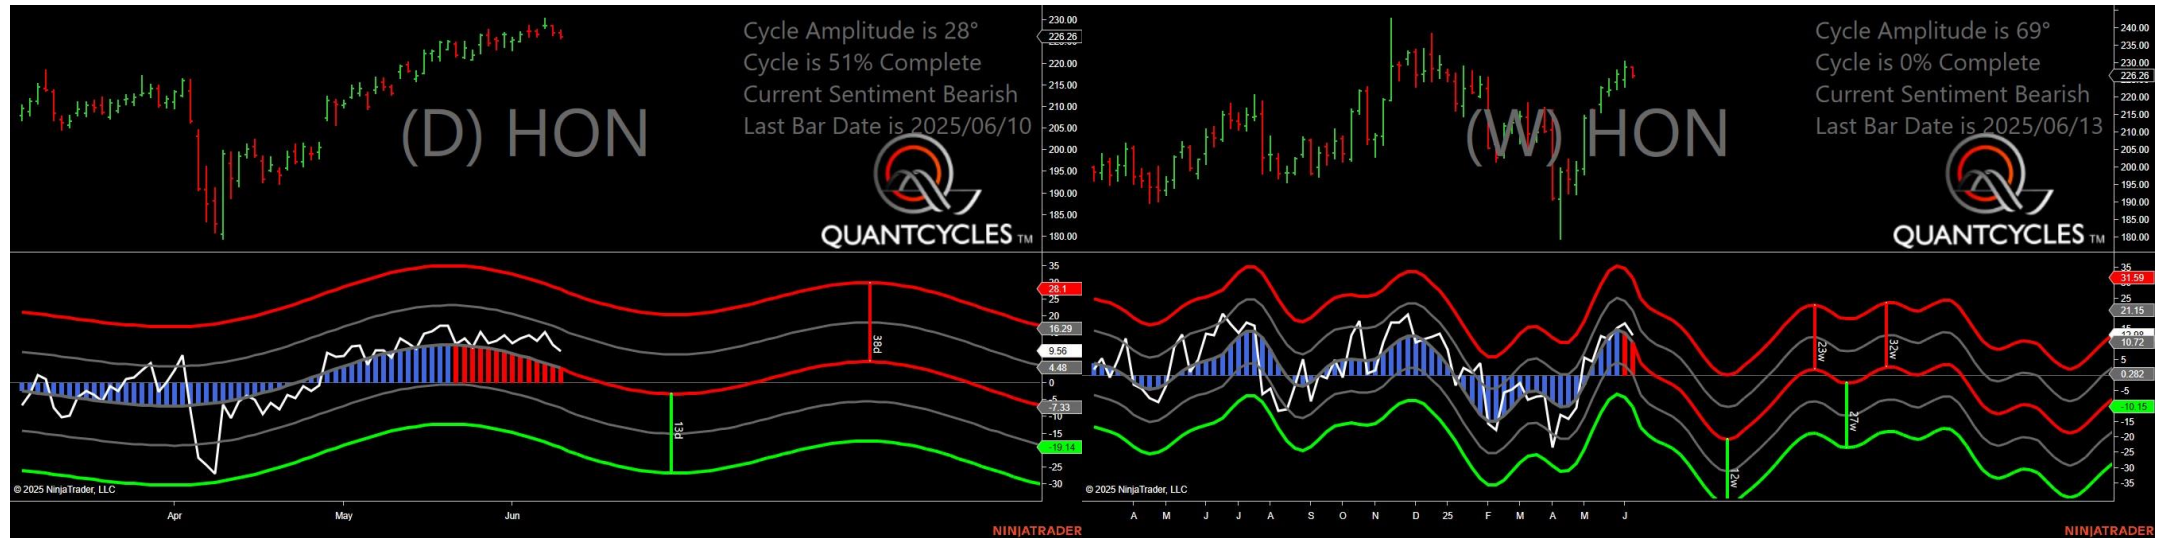 Cycle Amplitude is 28°
Cycle is 51% Complete
Current Sentiment Bearish
Last Bar Date is 2025/06/10
(D) HON
QUANTCYCLES TM
230.00
226.26
220.00
215.00
210.00
205.00
200.00
195.00
190.00
185.00
180.00
35
28.1
25
20
16.29
9.56
4.48
0
-7.33
-10
-15
-19.14
-25
-30
38d
13d
© 2025 NinjaTrader, LLC
Apr May Jun
NINJATRADER
Cycle Amplitude is 69°
Cycle is 0% Complete
Current Sentiment Bearish
Last Bar Date is 2025/06/13
(W) HON
QUANTCYCLES TM
240.00
235.00
230.00
226.26
220.00
215.00
210.00
205.00
200.00
195.00
190.00
185.00
180.00
35
31.59
25
21.15
10.72
5
0.282
-5
-10.15
-15
-20
-25
-30
-35
23w
32w
27w
12w
© 2025 NinjaTrader, LLC
A M J J A S O N D 25 F M A M J
NINJATRADER